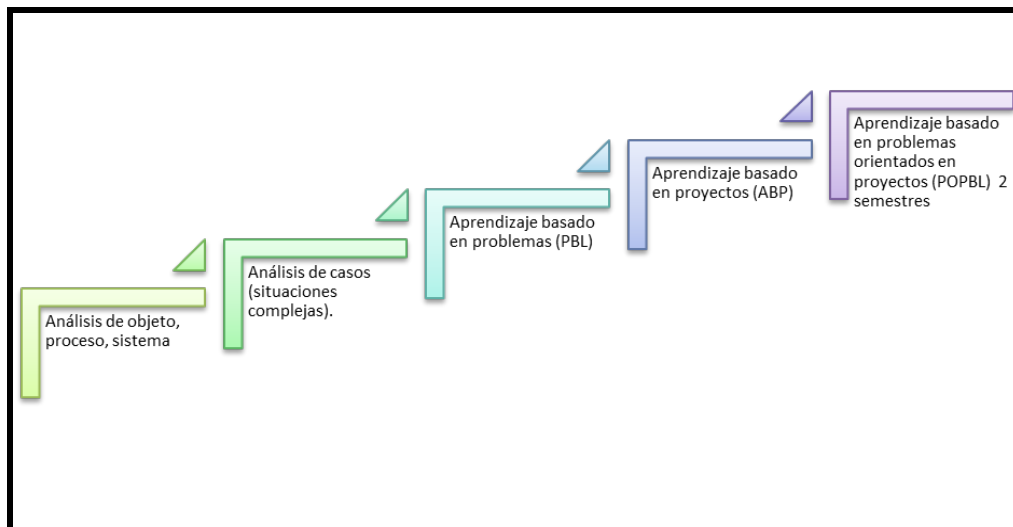 Análisis de objeto,
proceso, sistema
Análisis de casos
(situaciones
complejas).
Aprendizaje basado
en problemas (PBL)
Aprendizaje basado
en proyectos (ABP)
Aprendizaje basado
en problemas
orientados en
proyectos (POPBL)  2
semestres